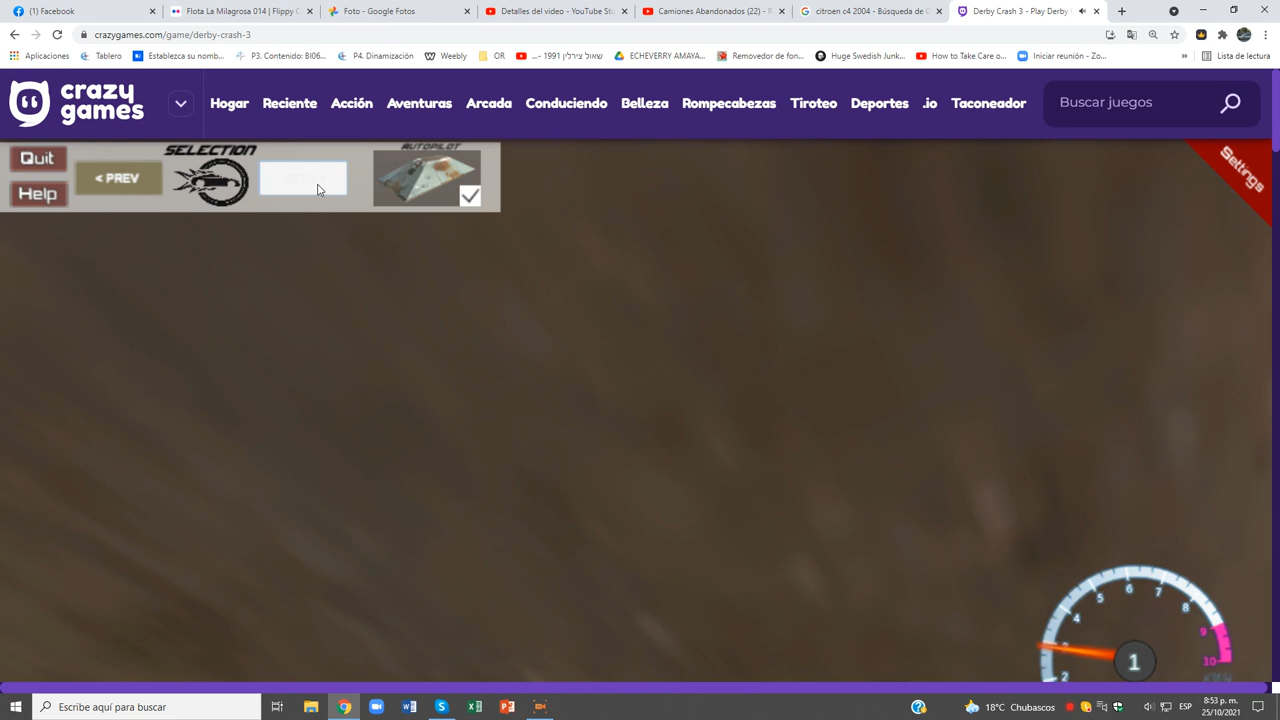 (1) Facebook
Flota La Milagrosa 014 | Flippy C
Foto - Google Fotos
Detalles del video - YouTube Stu
Camiones Abandonados (22) - R
citroen c4 2004 - Búsqueda de G
Derby Crash 3 - Play Derby C
crazygames.com/game/derby-crash-3
Aplicaciones
Tablero
Establezca su nomb...
P3. Contenido: BI06...
P4. Dinamización
Weebly
OR
שאול צירלין 1991 -...
ECHEVERRY AMAYA...
Removedor de fon...
Huge Swedish Junk...
How to Take Care o...
Iniciar reunión - Zo...
»
Lista de lectura
crazy
games
Hogar
Reciente
Acción
Aventuras
Arcada
Conduciendo
Belleza
Rompecabezas
Tiroteo
Deportes
.io
Taconeador
Buscar juegos
Quit
Help
< PREV
SELECTION
AUTOPILOT
Settings
2
4
5
6
7
8
9
10
1
Escribe aquí para buscar
18°C Chubascos
ESP
8:53 p. m.
25/10/2021